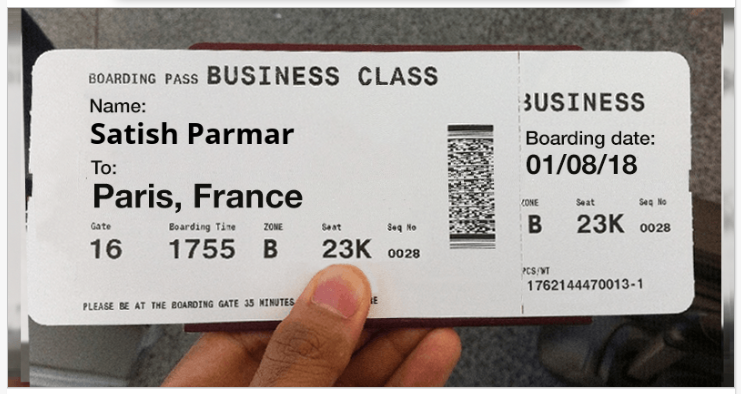 BOARDING PASS BUSINESS CLASS
Name:
Satish Parmar
To:
Paris, France
Gate Boarding Time ZONE Seat Seq No
16 1755 B 23K 0028
PLEASE BE AT THE BOARDING GATE 35 MINUTES
BUSINESS
Boarding date:
01/08/18
ZONE Seat Seq No
B 23K 0028
PCS/WT
1762144470013-1